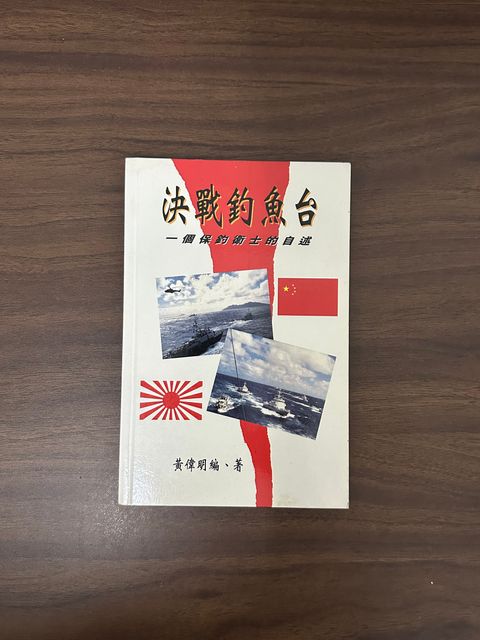 決戰釣魚台
一個保釣衛士的自述
黃偉明編、著